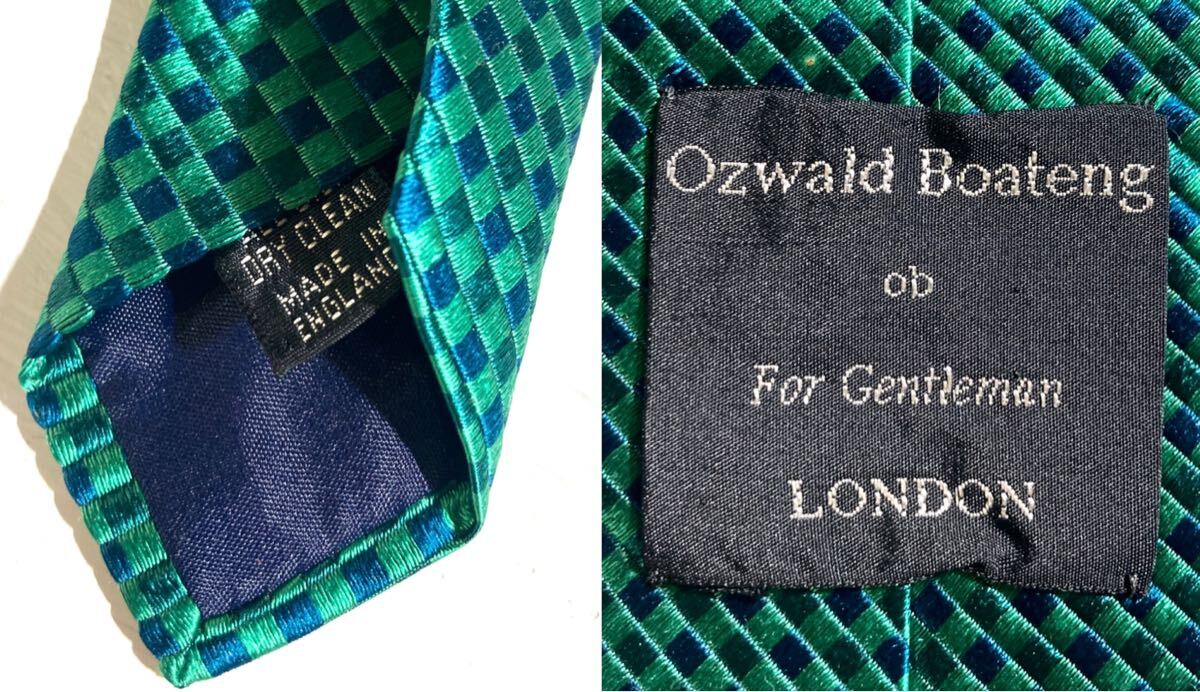 DRY CLEAN
MADE IN
ENGLAND
Ozwald Boateng
ob
For Gentleman
LONDON